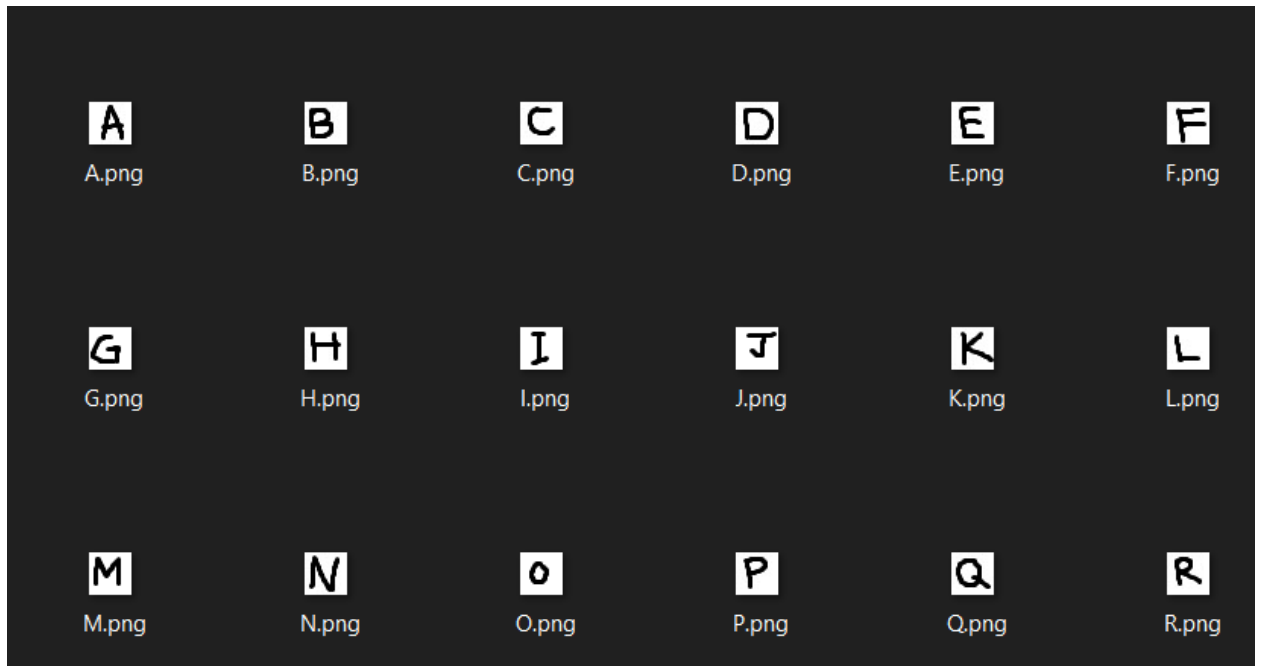 A B C D E F
A.png B.png C.png D.png E.png F.png
G H I J K L
G.png H.png I.png J.png K.png L.png
M N O P Q R
M.png N.png O.png P.png Q.png R.png